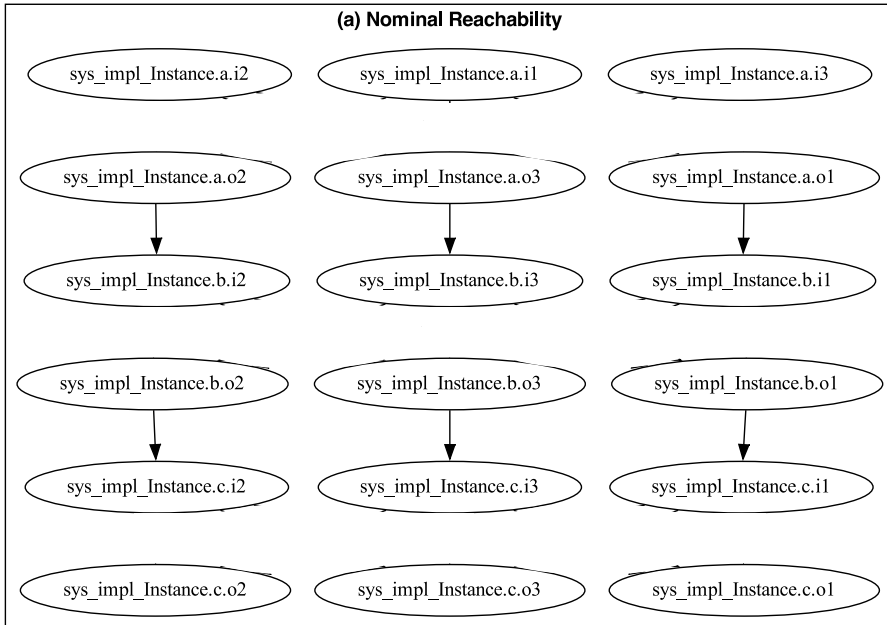 (a) Nominal Reachability
sys_impl_Instance.a.i2 sys_impl_Instance.a.i1 sys_impl_Instance.a.i3
sys_impl_Instance.a.o2 sys_impl_Instance.a.o3 sys_impl_Instance.a.o1
sys_impl_Instance.b.i2 sys_impl_Instance.b.i3 sys_impl_Instance.b.i1
sys_impl_Instance.b.o2 sys_impl_Instance.b.o3 sys_impl_Instance.b.o1
sys_impl_Instance.c.i2 sys_impl_Instance.c.i3 sys_impl_Instance.c.i1
sys_impl_Instance.c.o2 sys_impl_Instance.c.o3 sys_impl_Instance.c.o1